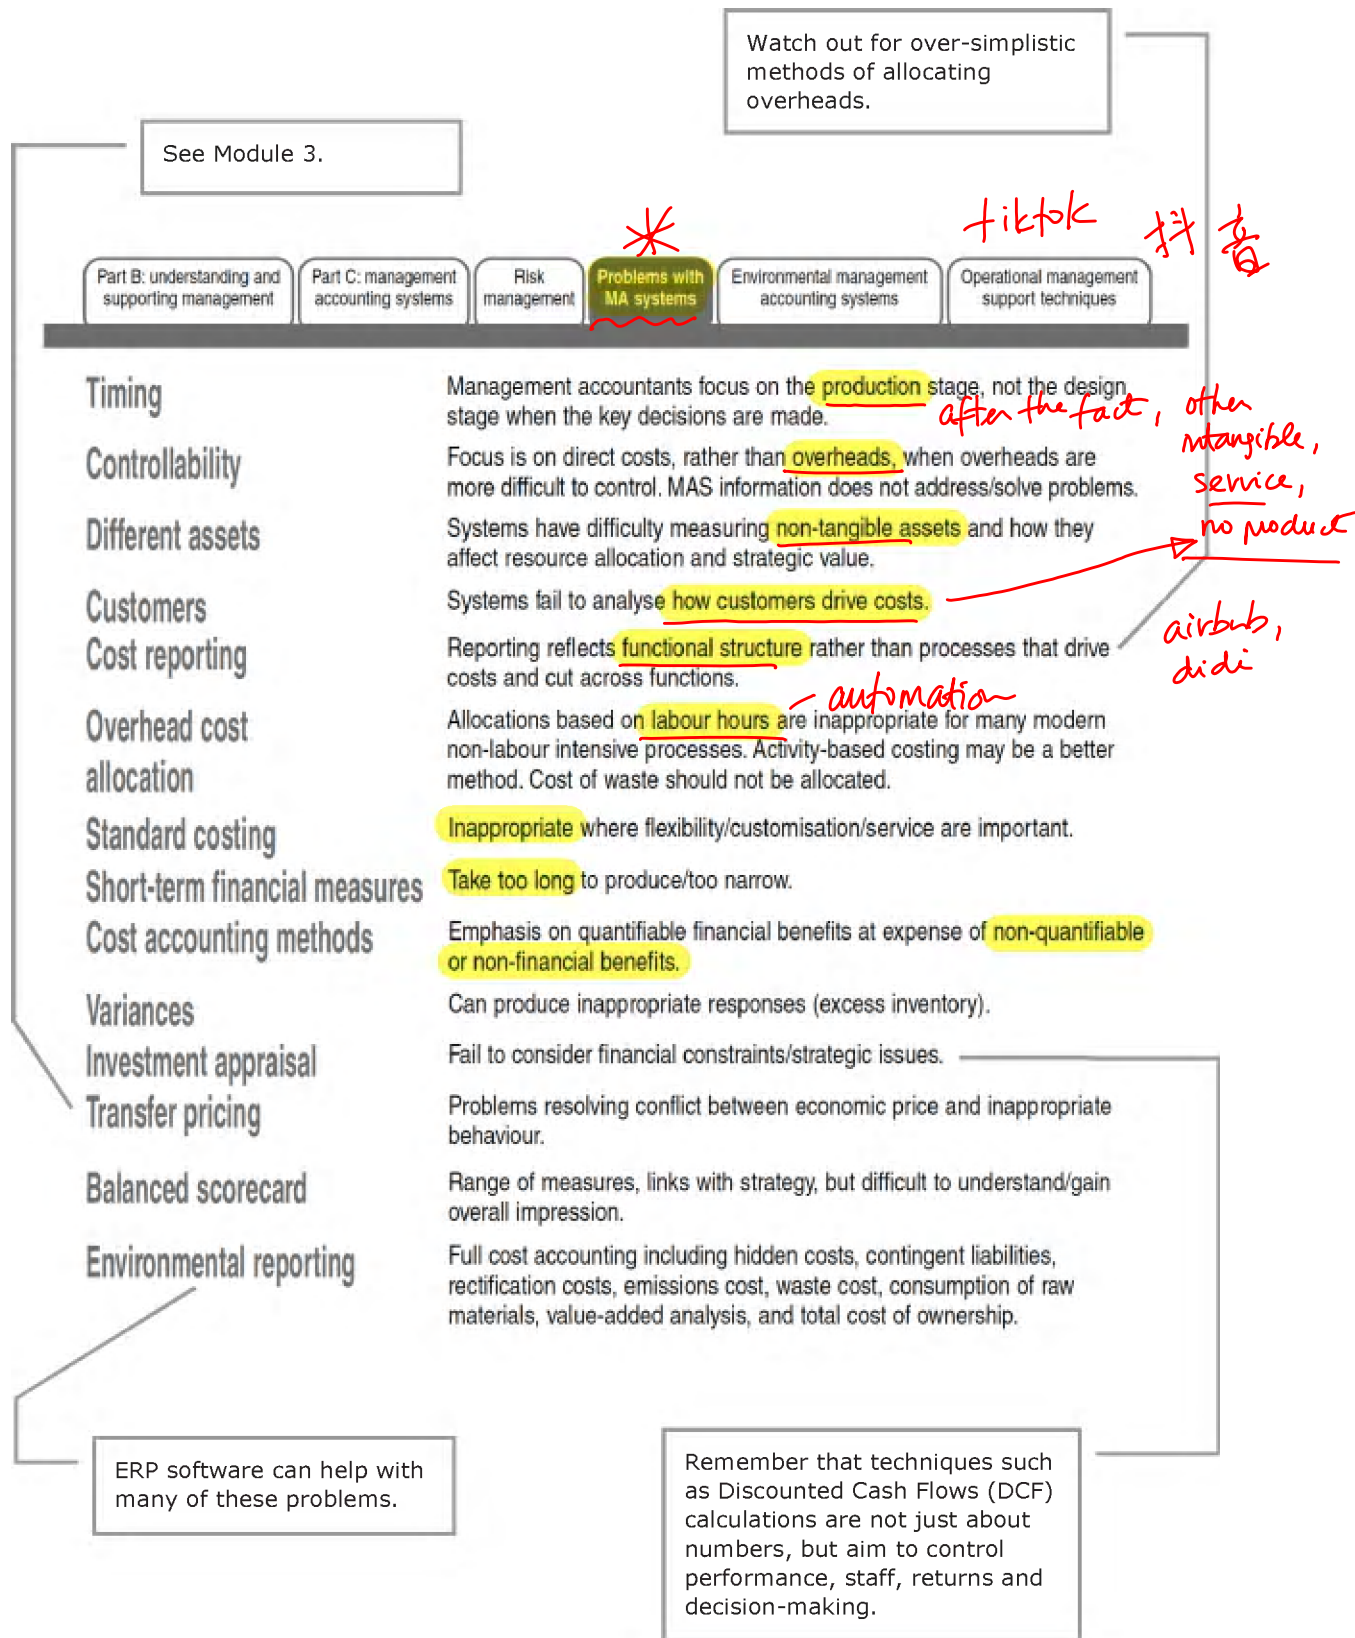 Watch out for over-simplistic
methods of allocating
overheads.
See Module 3.
tiktok 抖音
Part B: understanding and
supporting management
Part C: management
accounting systems
Risk
management
Problems with
MA systems
Environmental management
accounting systems
Operational management
support techniques
Timing
Management accountants focus on the production stage, not the design
stage when the key decisions are made.
after the fact, other
intangible,
service,
no product
Controllability
Focus is on direct costs, rather than overheads, when overheads are
more difficult to control. MAS information does not address/solve problems.
Different assets
Systems have difficulty measuring non-tangible assets and how they
affect resource allocation and strategic value.
Customers
Systems fail to analyse how customers drive costs.
airbnb,
didi
Cost reporting
Reporting reflects functional structure rather than processes that drive
costs and cut across functions.
automation
Overhead cost
allocation
Allocations based on labour hours are inappropriate for many modern
non-labour intensive processes. Activity-based costing may be a better
method. Cost of waste should not be allocated.
Standard costing
Inappropriate where flexibility/customisation/service are important.
Short-term financial measures
Take too long to produce/too narrow.
Cost accounting methods
Emphasis on quantifiable financial benefits at expense of non-quantifiable
or non-financial benefits.
Variances
Can produce inappropriate responses (excess inventory).
Investment appraisal
Fail to consider financial constraints/strategic issues.
Transfer pricing
Problems resolving conflict between economic price and inappropriate
behaviour.
Balanced scorecard
Range of measures, links with strategy, but difficult to understand/gain
overall impression.
Environmental reporting
Full cost accounting including hidden costs, contingent liabilities,
rectification costs, emissions cost, waste cost, consumption of raw
materials, value-added analysis, and total cost of ownership.
ERP software can help with
many of these problems.
Remember that techniques such
as Discounted Cash Flows (DCF)
calculations are not just about
numbers, but aim to control
performance, staff, returns and
decision-making.